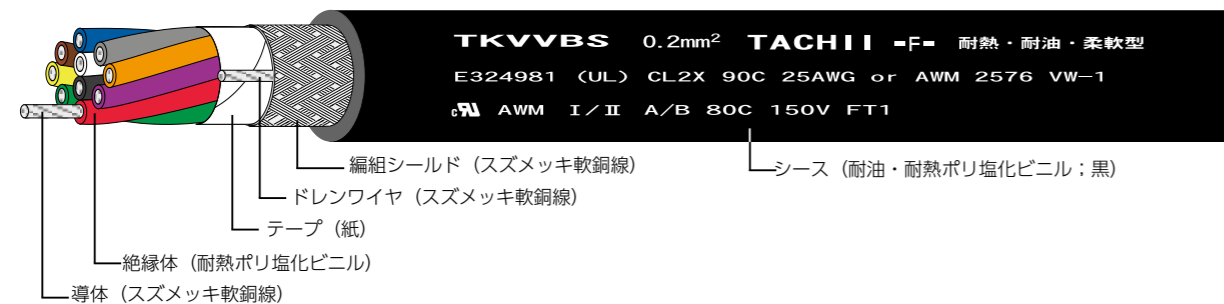 TKVVBS 0.2mm² TACHII -F- 耐熱・耐油・柔軟型
E324981 (UL) CL2X 90C 25AWG or AWM 2576 VW-1
cRU AWM I/II A/B 80C 150V FT1
編組シールド（スズメッキ軟銅線）
シース（耐油・耐熱ポリ塩化ビニル；黒）
ドレンワイヤ（スズメッキ軟銅線）
テープ（紙）
絶縁体（耐熱ポリ塩化ビニル）
導体（スズメッキ軟銅線）